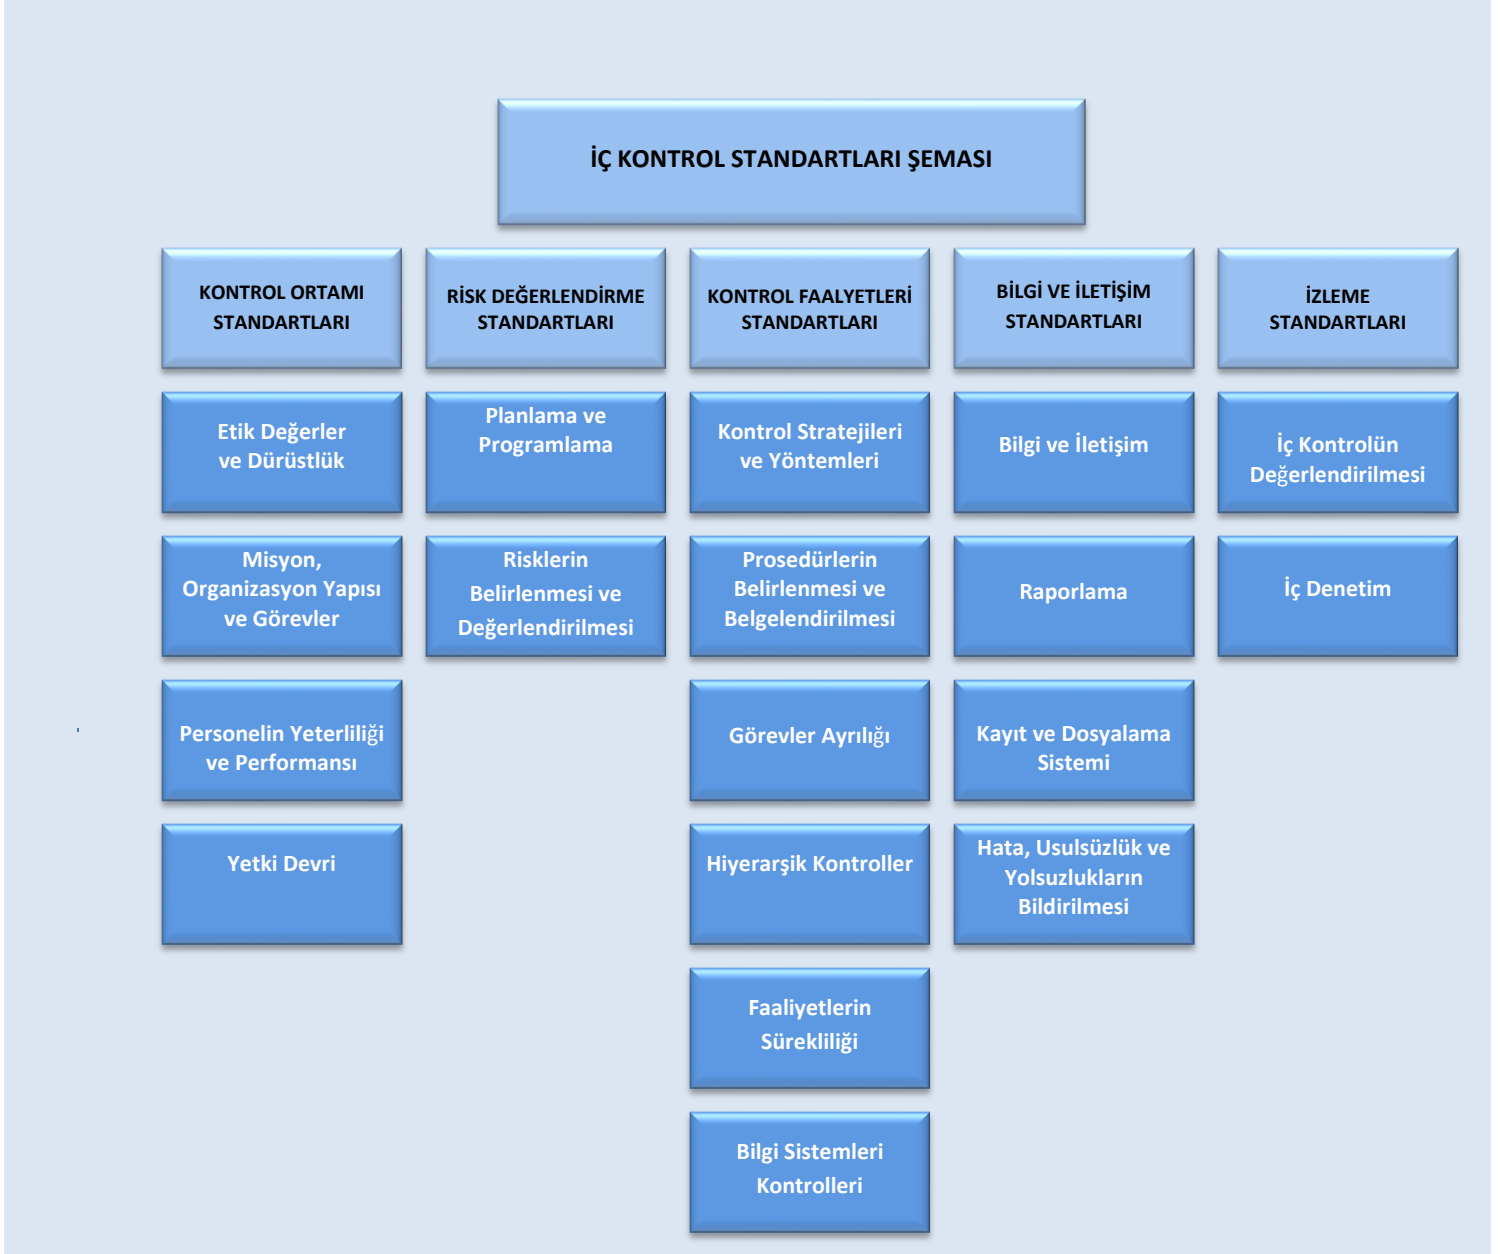 İÇ KONTROL STANDARTLARI ŞEMASI
KONTROL ORTAMI
STANDARTLARI
RİSK DEĞERLENDİRME
STANDARTLARI
KONTROL FAALYETLERİ
STANDARTLARI
BİLGİ VE İLETİŞİM
STANDARTLARI
İZLEME
STANDARTLARI
Etik Değerler
ve Dürüstlük
Planlama ve
Programlama
Kontrol Stratejileri
ve Yöntemleri
Bilgi ve İletişim
İç Kontrolün
Değerlendirilmesi
Misyon,
Organizasyon Yapısı
ve Görevler
Risklerin
Belirlenmesi ve
Değerlendirilmesi
Prosedürlerin
Belirlenmesi ve
Belgelendirilmesi
Raporlama
İç Denetim
Personelin Yeterliliği
ve Performansı
Görevler Ayrılığı
Kayıt ve Dosyalama
Sistemi
Yetki Devri
Hiyerarşik Kontroller
Hata, Usulsüzlük ve
Yolsuzlukların
Bildirilmesi
Faaliyetlerin
Sürekliliği
Bilgi Sistemleri
Kontrolleri